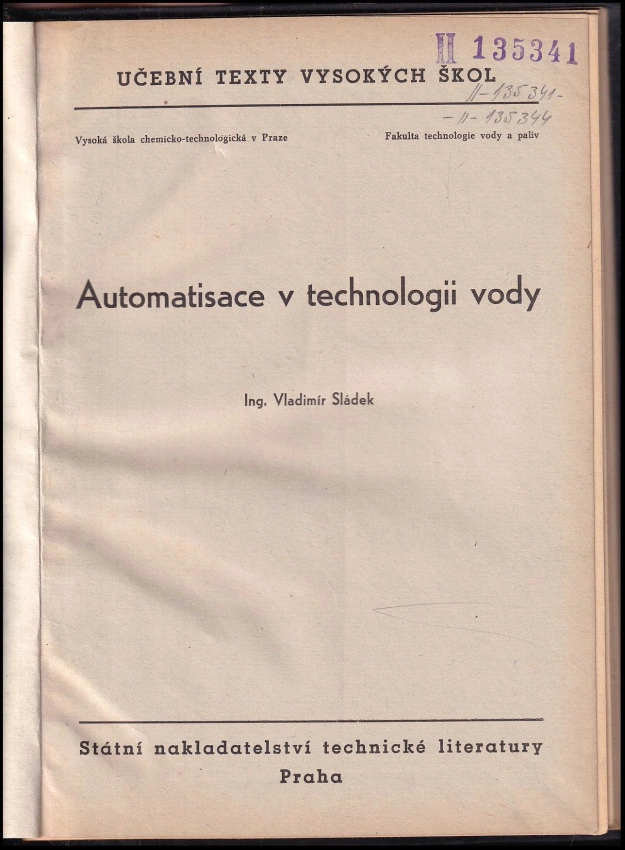 II 135341
UČEBNÍ TEXTY VYSOKÝCH ŠKOL
II-135341-
-II-135344
Vysoká škola chemicko-technologická v Praze
Fakulta technologie vody a paliv
Automatisace v technologii vody
Ing. Vladimír Sládek
Státní nakladatelství technické literatury
Praha